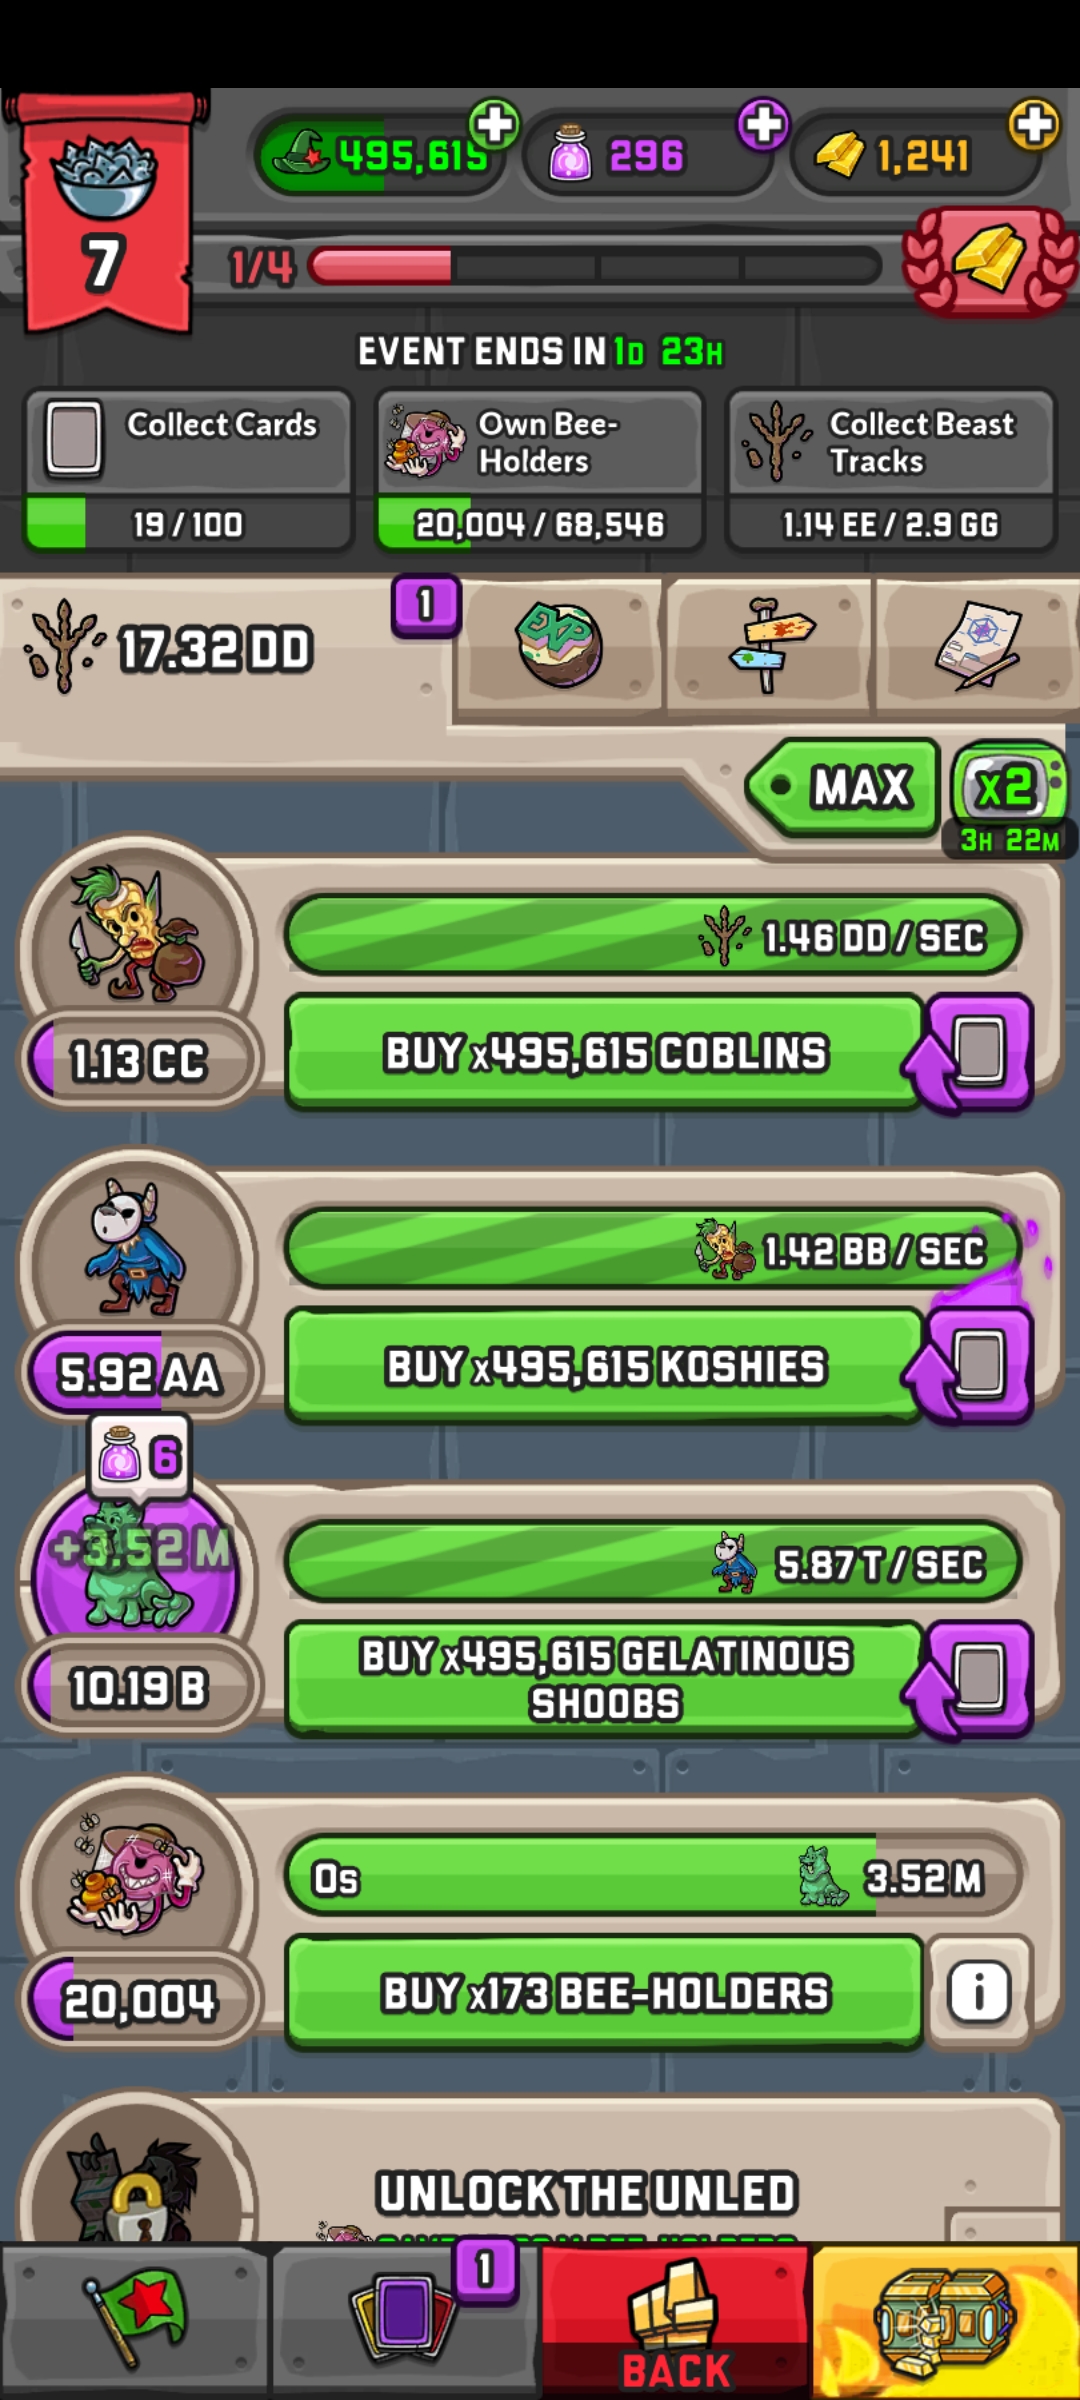 7
495,615
296
1,241
1/4
EVENT ENDS IN 1D 23H
Collect Cards
19 / 100
Own Bee-
Holders
20,004 / 68,546
Collect Beast
Tracks
1.14 EE / 2.9 GG
17.32 DD
1
EXP
MAX
x2
3H 22M
1.46 DD / SEC
1.13 CC
BUY x495,615 COBLINS
1.42 BB / SEC
5.92 AA
BUY x495,615 KOSHIES
6
+3.52 M
5.87 T / SEC
10.19 B
BUY x495,615 GELATINOUS
SHOOBS
0s
3.52 M
20,004
BUY x173 BEE-HOLDERS
i
UNLOCK THE UNLED
1
BACK